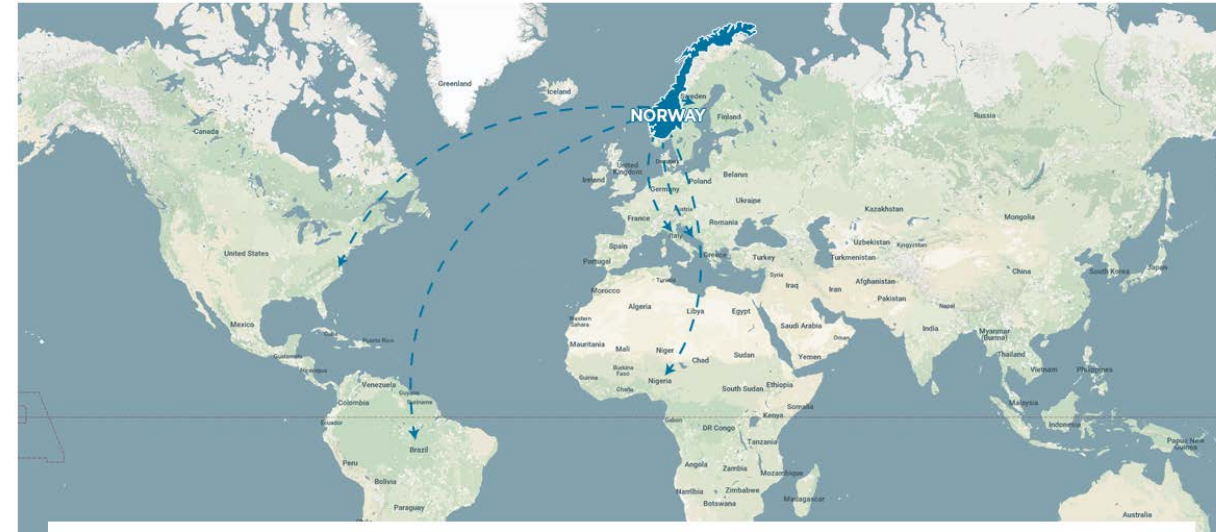 Greenland
Iceland
Sweden
NORWAY
Finland
Russia
Canada
United
Kingdom
Ireland
Poland
Belarus
Germany
Ukraine
Austria
France
Romania
Kazakhstan
Mongolia
Italy
United States
Spain
Portugal
Greece
Turkey
Uzbekistan
Kyrgyzstan
Turkmenistan
China
South Korea
Japan
Syria
Tunisia
Iraq
Iran
Afghanistan
Morocco
Pakistan
Algeria
Libya
Egypt
Nepal
Western
Sahara
Mexico
Saudi Arabia
Oman
India
Myanmar
(Burma)
Cuba
Puerto Rico
Mauritania
Mali
Niger
Chad
Sudan
Yemen
Thailand
Guatemala
Nicaragua
Burkina
Faso
Vietnam
Philippines
Venezuela
Guyana
Guinea
Ghana
Nigeria
South Sudan
Ethiopia
Colombia
Suriname
Somalia
Malaysia
Ecuador
Gabon
Kenya
DR Congo
Indonesia
Papua New
Guinea
Brazil
Tanzania
Peru
Angola
Zambia
Mozambique
Bolivia
Namibia
Zimbabwe
Madagascar
Botswana
Paraguay
Australia